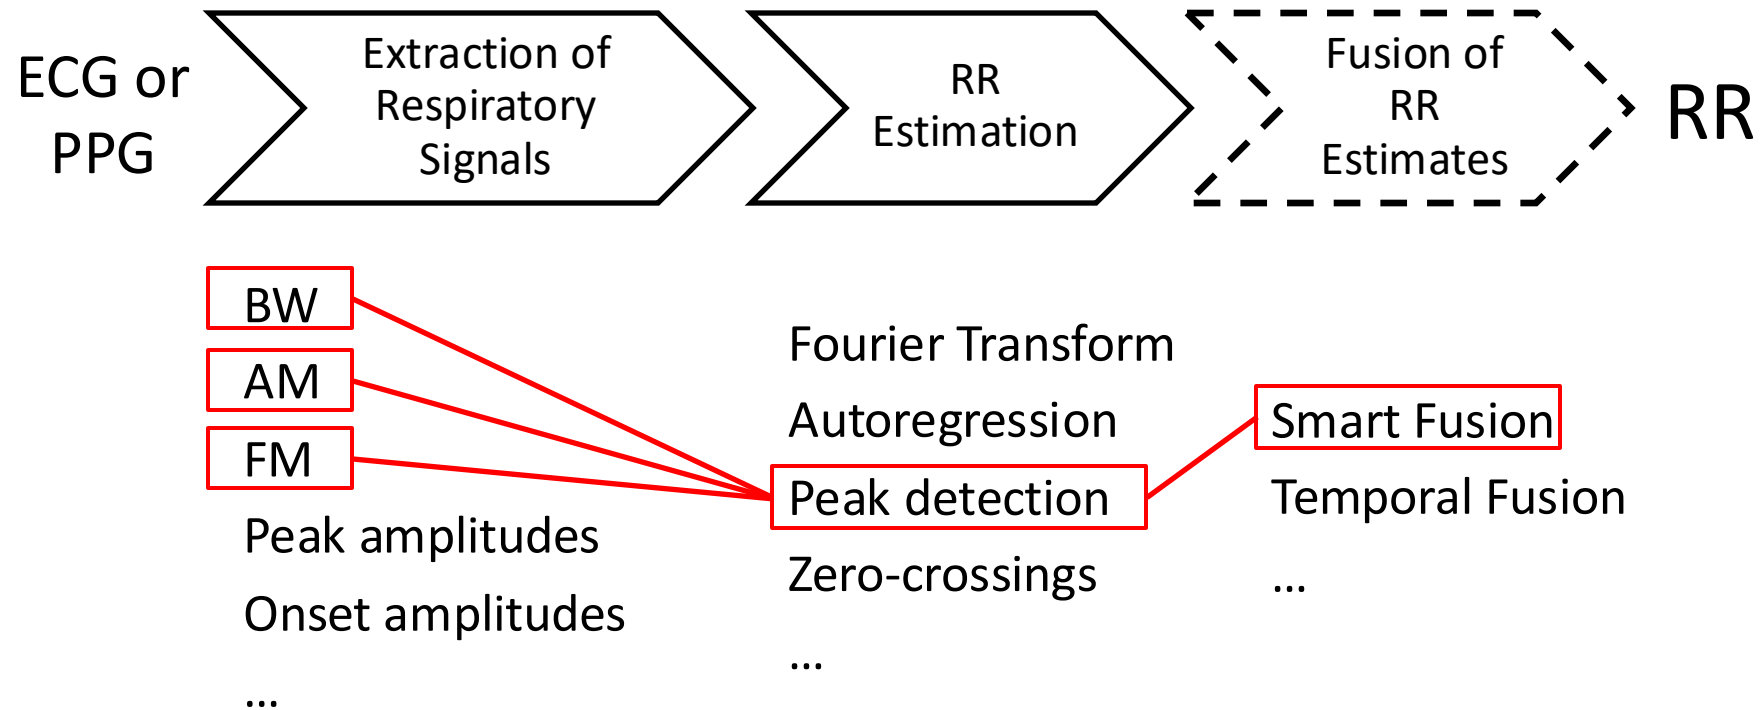 ECG or
PPG
Extraction of
Respiratory
Signals
RR
Estimation
Fusion of
RR
Estimates
RR
BW
AM
FM
Peak amplitudes
Onset amplitudes
...
Fourier Transform
Autoregression
Peak detection
Zero-crossings
...
Smart Fusion
Temporal Fusion
...